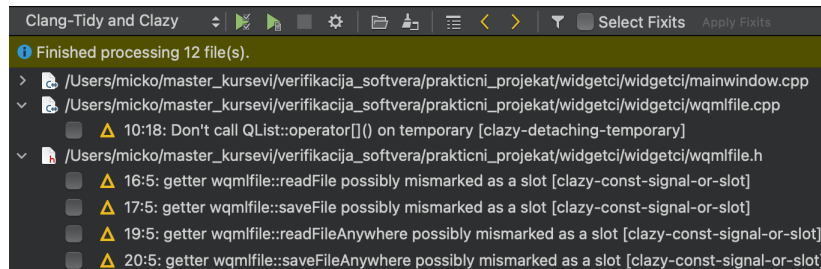 Clang-Tidy and Clazy Select Fixits Apply Fixits
Finished processing 12 file(s).
/Users/micko/master_kursevi/verifikacija_softvera/prakticni_projekat/widgetci/widgetci/mainwindow.cpp
/Users/micko/master_kursevi/verifikacija_softvera/prakticni_projekat/widgetci/widgetci/wqmlfile.cpp
10:18: Don't call QList::operator[]() on temporary [clazy-detaching-temporary]
/Users/micko/master_kursevi/verifikacija_softvera/prakticni_projekat/widgetci/widgetci/wqmlfile.h
16:5: getter wqmlfile::readFile possibly mismarked as a slot [clazy-const-signal-or-slot]
17:5: getter wqmlfile::saveFile possibly mismarked as a slot [clazy-const-signal-or-slot]
19:5: getter wqmlfile::readFileAnywhere possibly mismarked as a slot [clazy-const-signal-or-slot]
20:5: getter wqmlfile::saveFileAnywhere possibly mismarked as a slot [clazy-const-signal-or-slot